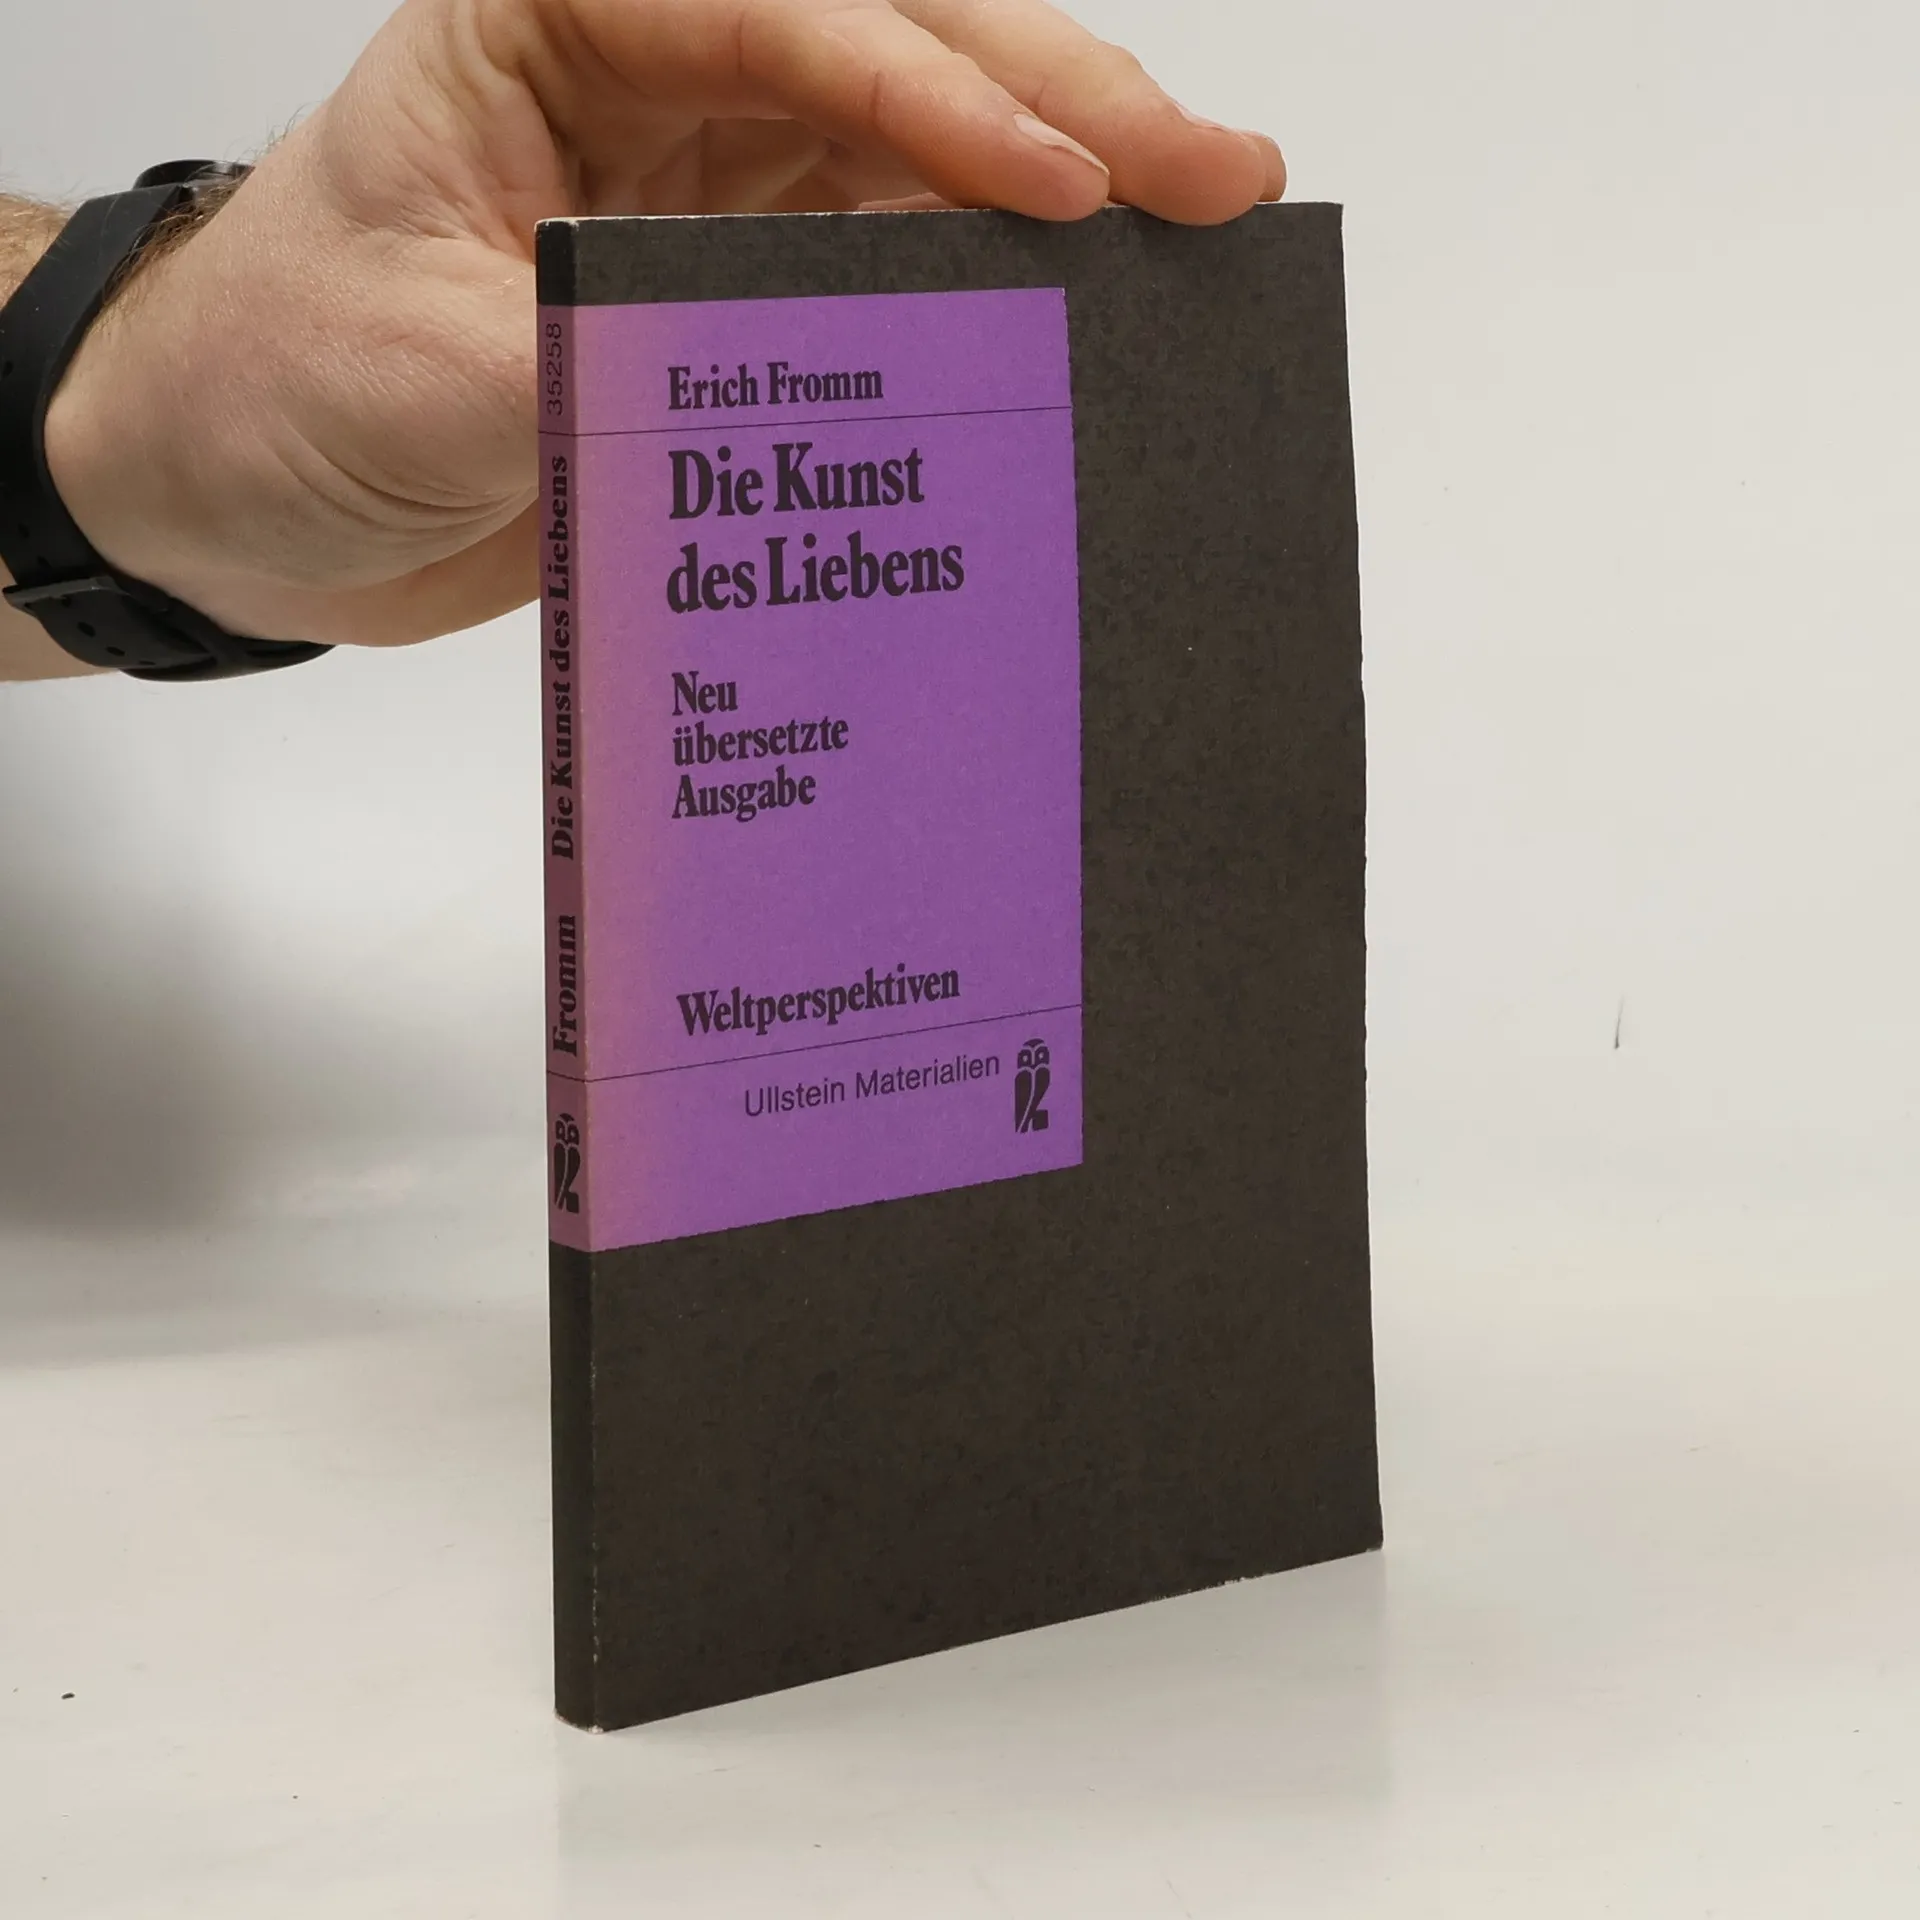 Erich Fromm
Die Kunst
des Liebens
Neu
übersetzte
Ausgabe
Weltperspektiven
Ullstein Materialien
35258
Fromm Die Kunst des Liebens